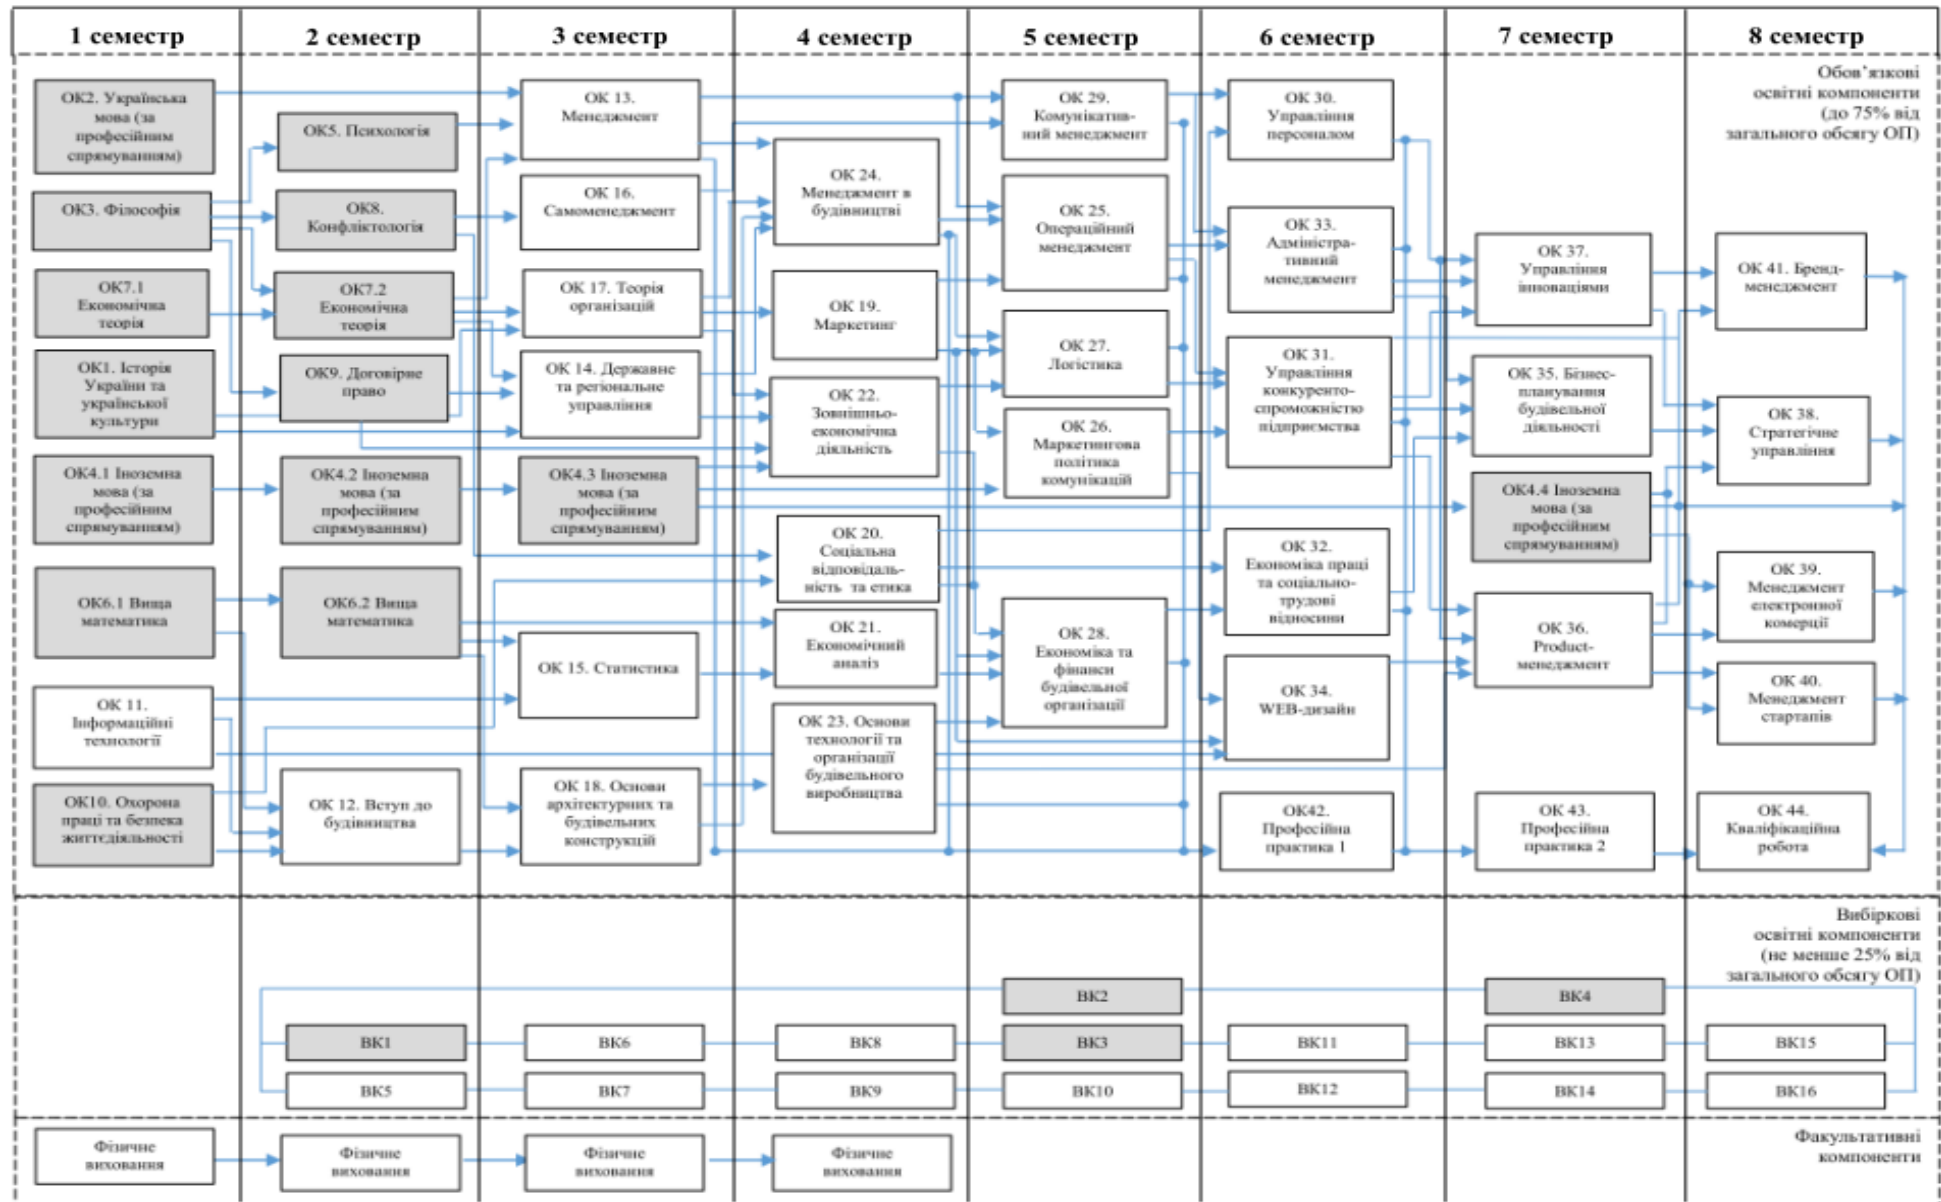 1 семестр
2 семестр
3 семестр
4 семестр
5 семестр
6 семестр
7 семестр
8 семестр
Обов’язкові
освітні компоненти
(до 75% від
загального обсягу ОП)
ОК2. Українська
мова (за
професійним
спрямуванням)
ОК3. Філософія
ОК7.1
Економічна
теорія
ОК1. Історія
України та
української
культури
ОК4.1 Іноземна
мова (за
професійним
спрямуванням)
ОК6.1 Вища
математика
ОК 11.
Інформаційні
технології
ОК10. Охорона
праці та безпека
життєдіяльності
ОК5. Психологія
ОК8.
Конфліктологія
ОК7.2
Економічна
теорія
ОК9. Договірне
право
ОК4.2 Іноземна
мова (за
професійним
спрямуванням)
ОК6.2 Вища
математика
ОК 12. Вступ до
будівництва
ОК 13.
Менеджмент
ОК 16.
Самоменеджмент
ОК 17. Теорія
організацій
ОК 14. Державне
та регіональне
управління
ОК4.3 Іноземна
мова (за
професійним
спрямуванням)
ОК 15. Статистика
ОК 18. Основи
архітектурних та
будівельних
конструкцій
ОК 24.
Менеджмент в
будівництві
ОК 19.
Маркетинг
ОК 22.
Зовнішньо-
економічна
діяльність
ОК 20.
Соціальна
відповідаль-
ність та етика
ОК 21.
Економічний
аналіз
ОК 23. Основи
технології та
організації
будівельного
виробництва
ОК 29.
Комунікатив-
ний менеджмент
ОК 25.
Операційний
менеджмент
ОК 27.
Логістика
ОК 26.
Маркетингова
політика
комунікацій
ОК 28.
Економіка та
фінанси
будівельної
організації
ОК 30.
Управління
персоналом
ОК 33.
Адміністра-
тивний
менеджмент
ОК 31.
Управління
конкуренто-
спроможністю
підприємства
ОК 32.
Економіка праці
та соціально-
трудові
відносини
ОК 34.
WEB-дизайн
ОК42.
Професійна
практика 1
ОК 37.
Управління
інноваціями
ОК 35. Бізнес-
планування
будівельної
діяльності
ОК4.4 Іноземна
мова (за
професійним
спрямуванням)
ОК 36.
Product-
менеджмент
ОК 43.
Професійна
практика 2
ОК 41. Бренд-
менеджмент
ОК 38.
Стратегічне
управління
ОК 39.
Менеджмент
електронної
комерції
ОК 40.
Менеджмент
стартапів
ОК 44.
Кваліфікаційна
робота
Вибіркові
освітні компоненти
(не менше 25% від
загального обсягу ОП)
ВК2
ВК4
ВК1
ВК6
ВК8
ВК3
ВК11
ВК13
ВК15
ВК5
ВК7
ВК9
ВК10
ВК12
ВК14
ВК16
Факультативні
компоненти
Фізичне
виховання
Фізичне
виховання
Фізичне
виховання
Фізичне
виховання